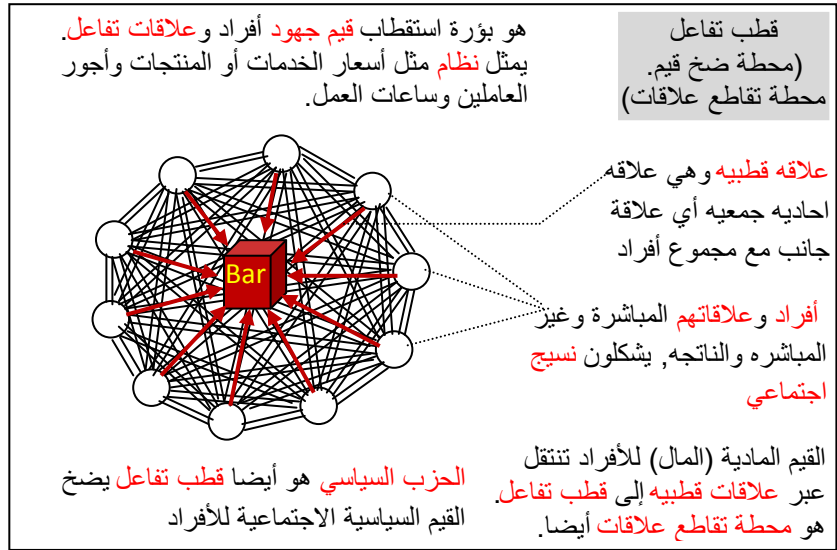 قطب تفاعل
(محطة ضخ قيم.
محطة تقاطع علاقات)
هو بؤرة استقطاب قيم جهود أفراد وعلاقات تفاعل.
يمثل نظام مثل أسعار الخدمات أو المنتجات وأجور
العاملين وساعات العمل.
علاقه قطبيه وهي علاقه
احاديه جمعيه أي علاقة
جانب مع مجموع أفراد
Bar
أفراد وعلاقاتهم المباشرة وغير
المباشره والناتجه, يشكلون نسيج
اجتماعي
القيم المادية (المال) للأفراد تنتقل
عبر علاقات قطبيه إلى قطب تفاعل.
هو محطة تقاطع علاقات أيضا.
الحزب السياسي هو أيضا قطب تفاعل يضخ
القيم السياسية الاجتماعية للأفراد